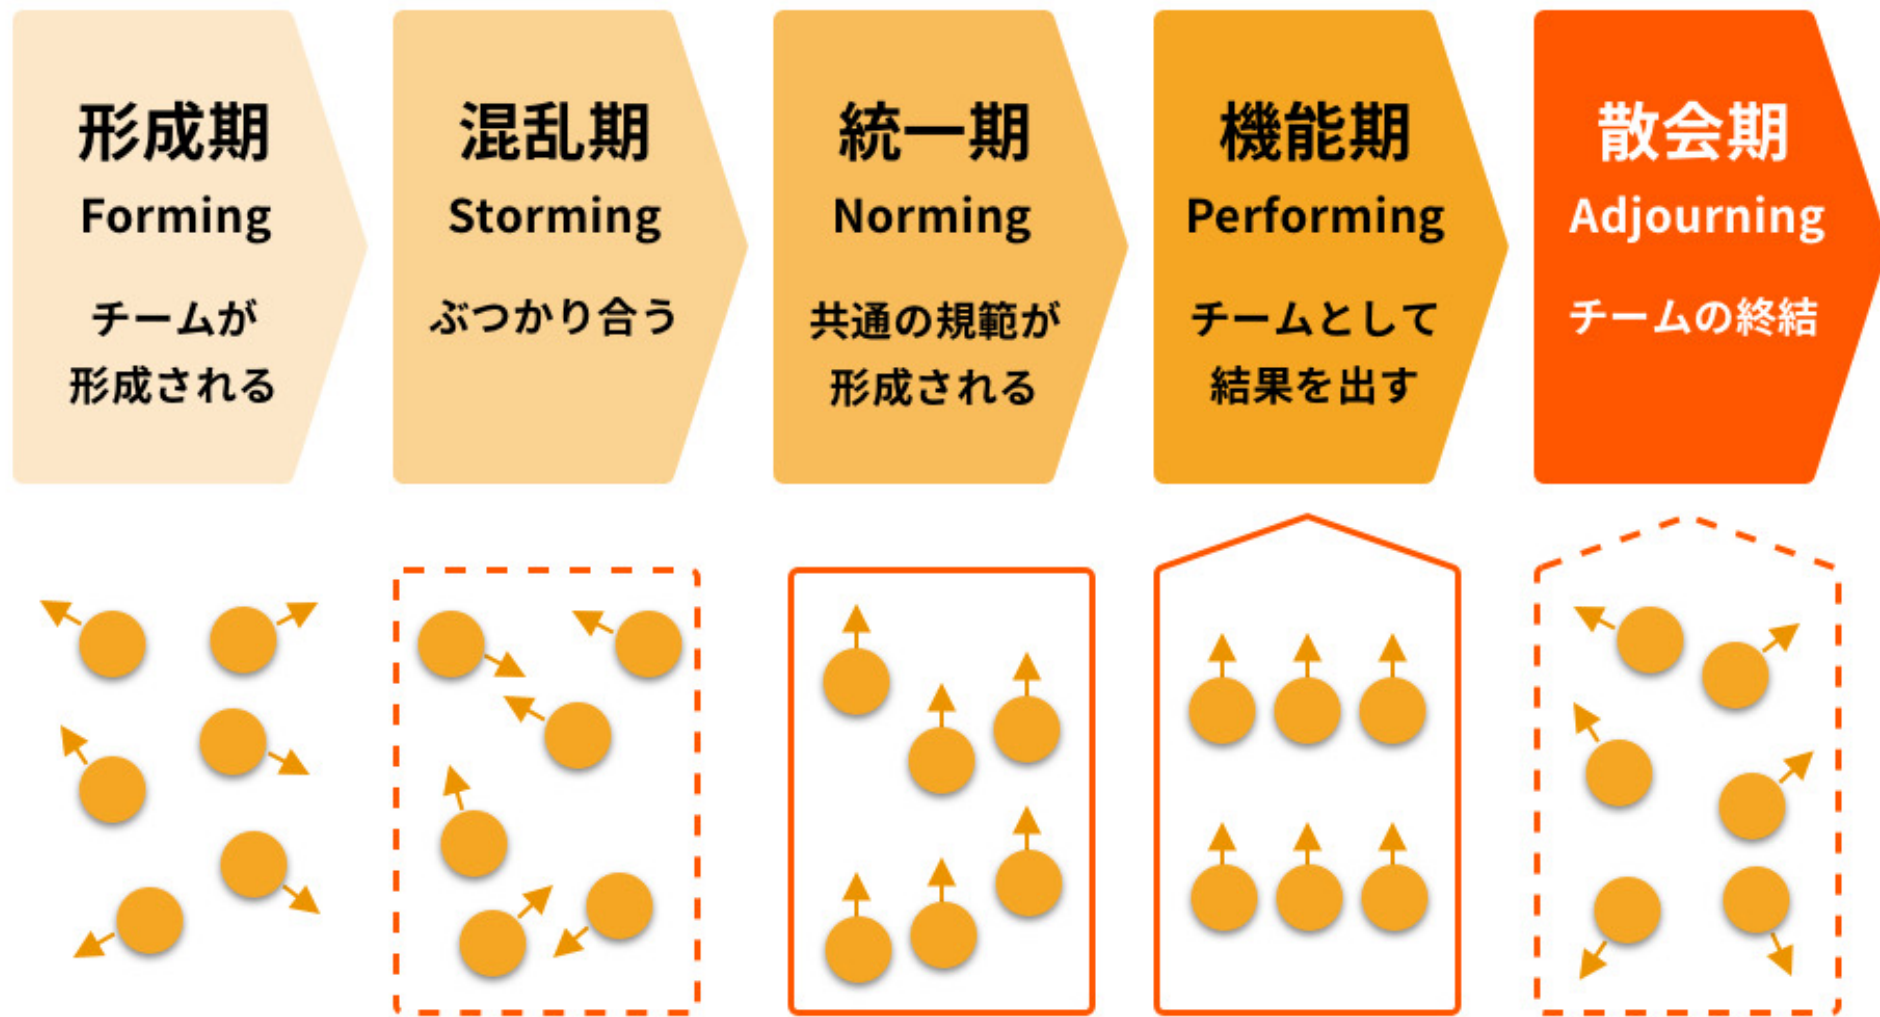 形成期
Forming
チームが
形成される
混乱期
Storming
ぶつかり合う
統一期
Norming
共通の規範が
形成される
機能期
Performing
チームとして
結果を出す
散会期
Adjourning
チームの終結